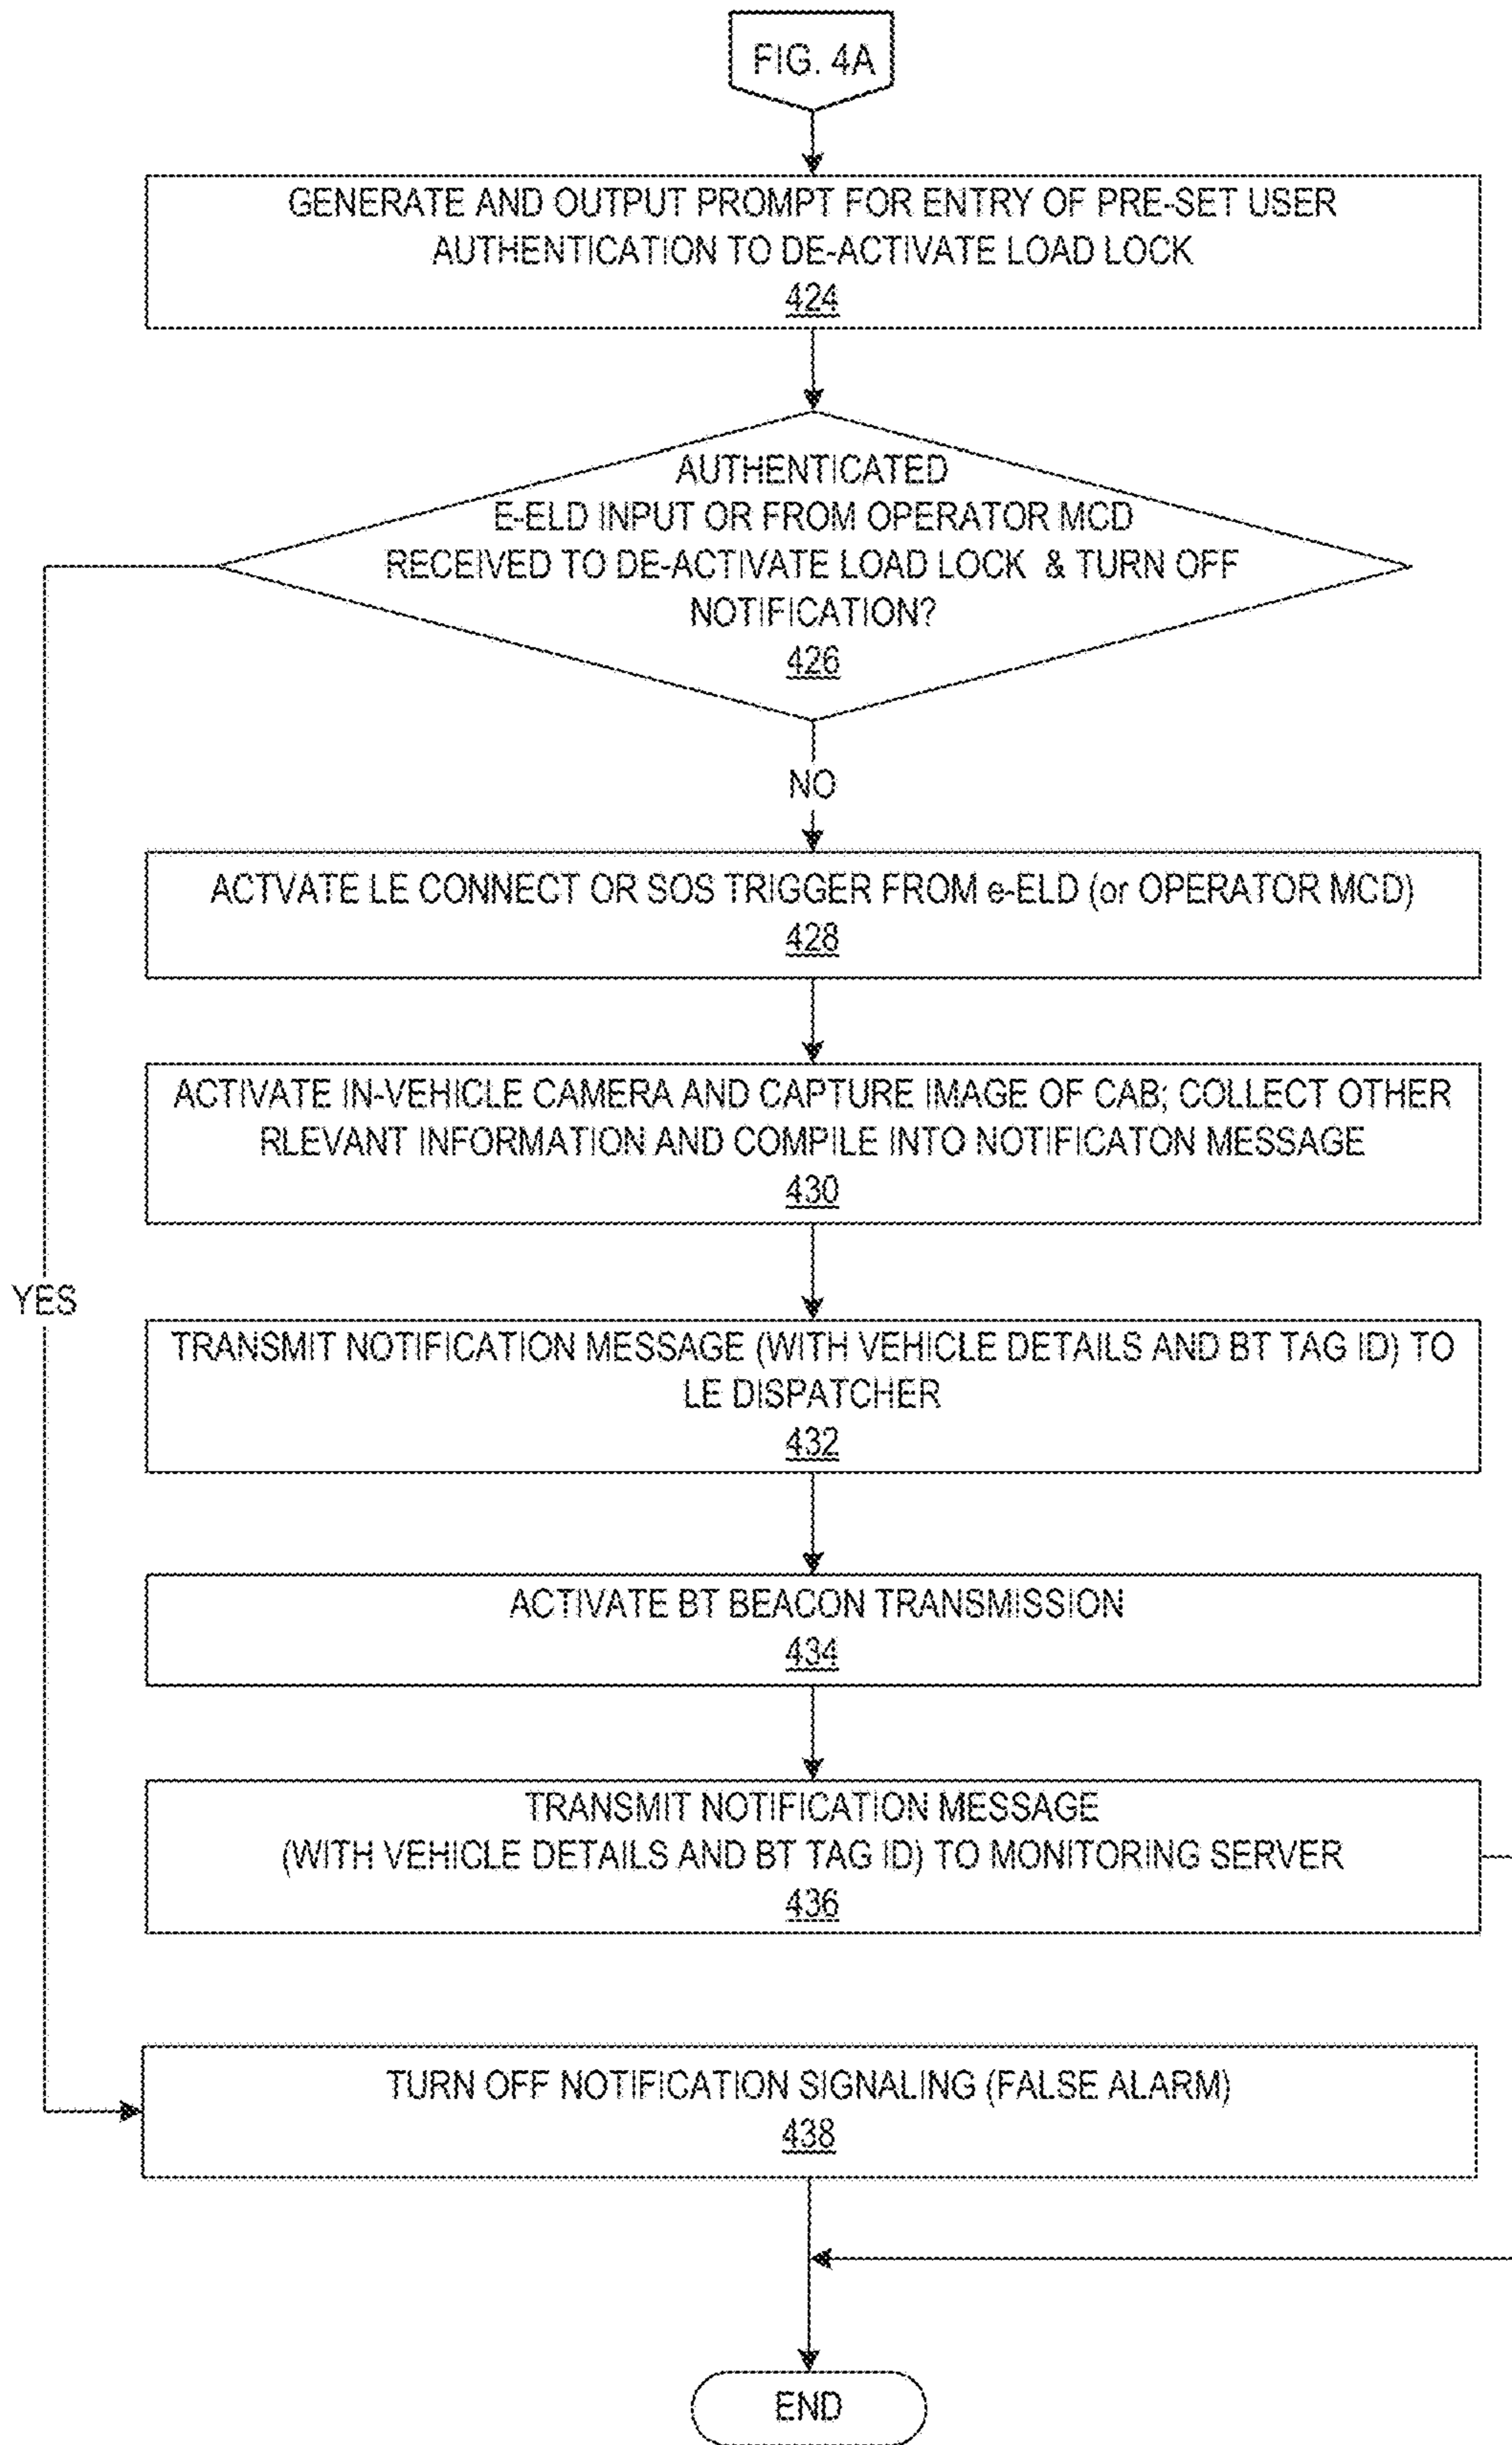 FIG. 4A
GENERATE AND OUTPUT PROMPT FOR ENTRY OF PRE-SET USER
AUTHENTICATION TO DE-ACTIVATE LOAD LOCK
424
AUTHENTICATED
E-ELD INPUT OR FROM OPERATOR MCD
RECEIVED TO DE-ACTIVATE LOAD LOCK & TURN OFF
NOTIFICATION?
426
NO
ACTVATE LE CONNECT OR SOS TRIGGER FROM e-ELD (or OPERATOR MCD)
428
ACTIVATE IN-VEHICLE CAMERA AND CAPTURE IMAGE OF CAB; COLLECT OTHER
RLEVANT INFORMATION AND COMPILE INTO NOTIFICATON MESSAGE
430
YES
TRANSMIT NOTIFICATION MESSAGE (WITH VEHICLE DETAILS AND BT TAG ID) TO
LE DISPATCHER
432
ACTIVATE BT BEACON TRANSMISSION
434
TRANSMIT NOTIFICATION MESSAGE
(WITH VEHICLE DETAILS AND BT TAG ID) TO MONITORING SERVER
436
TURN OFF NOTIFICATION SIGNALING (FALSE ALARM)
438
END